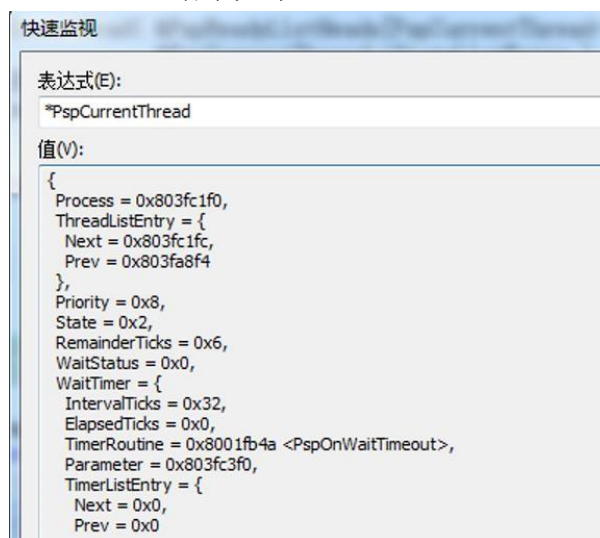 快速监视
表达式(E):
*PspCurrentThread
值(V):
{
Process = 0x803fc1f0,
ThreadListEntry = {
Next = 0x803fc1fc,
Prev = 0x803fa8f4
},
Priority = 0x8,
State = 0x2,
RemainderTicks = 0x6,
WaitStatus = 0x0,
WaitTimer = {
IntervalTicks = 0x32,
ElapsedTicks = 0x0,
TimerRoutine = 0x8001fb4a <PspOnWaitTimeout>,
Parameter = 0x803fc3f0,
TimerListEntry = {
Next = 0x0,
Prev = 0x0